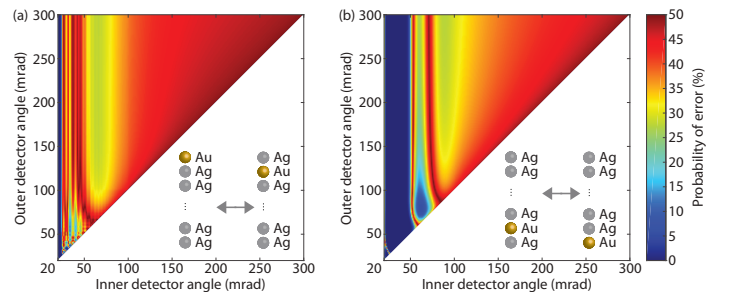 (a)
300
250
200
150
100
50
20
50
100
150
200
250
300
Outer detector angle (mrad)
Inner detector angle (mrad)
Au Ag
Ag Au
Ag Ag
Ag Ag
Ag Ag
(b)
300
250
200
150
100
50
20
50
100
150
200
250
300
Outer detector angle (mrad)
Inner detector angle (mrad)
Ag Ag
Ag Ag
Ag Ag
Au Ag
Ag Au
50
45
40
35
30
25
20
15
10
5
0
Probability of error (%)